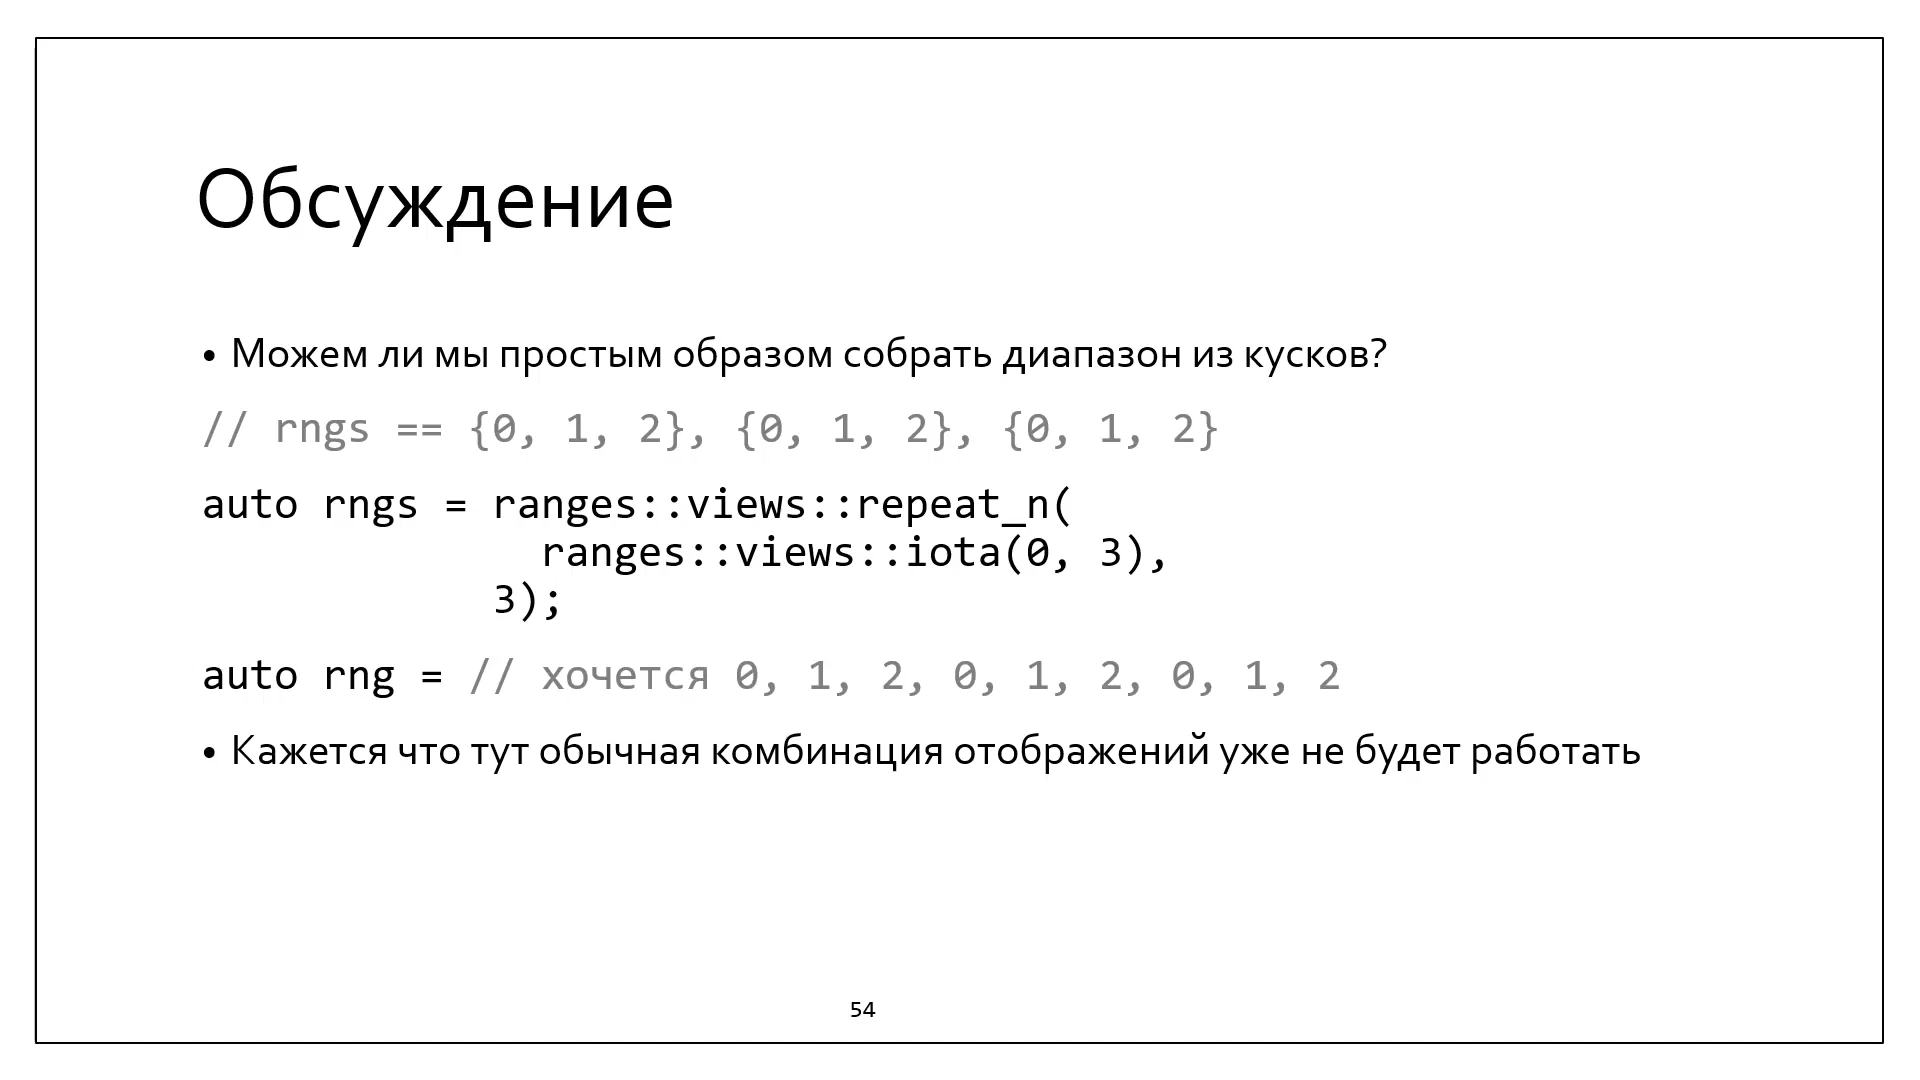 Обсуждение
• Можем ли мы простым образом собрать диапазон из кусков?
// rngs == {0, 1, 2}, {0, 1, 2}, {0, 1, 2}
auto rngs = ranges::views::repeat_n(
ranges::views::iota(0, 3),
3);
auto rng = // хочется 0, 1, 2, 0, 1, 2, 0, 1, 2
• Кажется что тут обычная комбинация отображений уже не будет работать
54